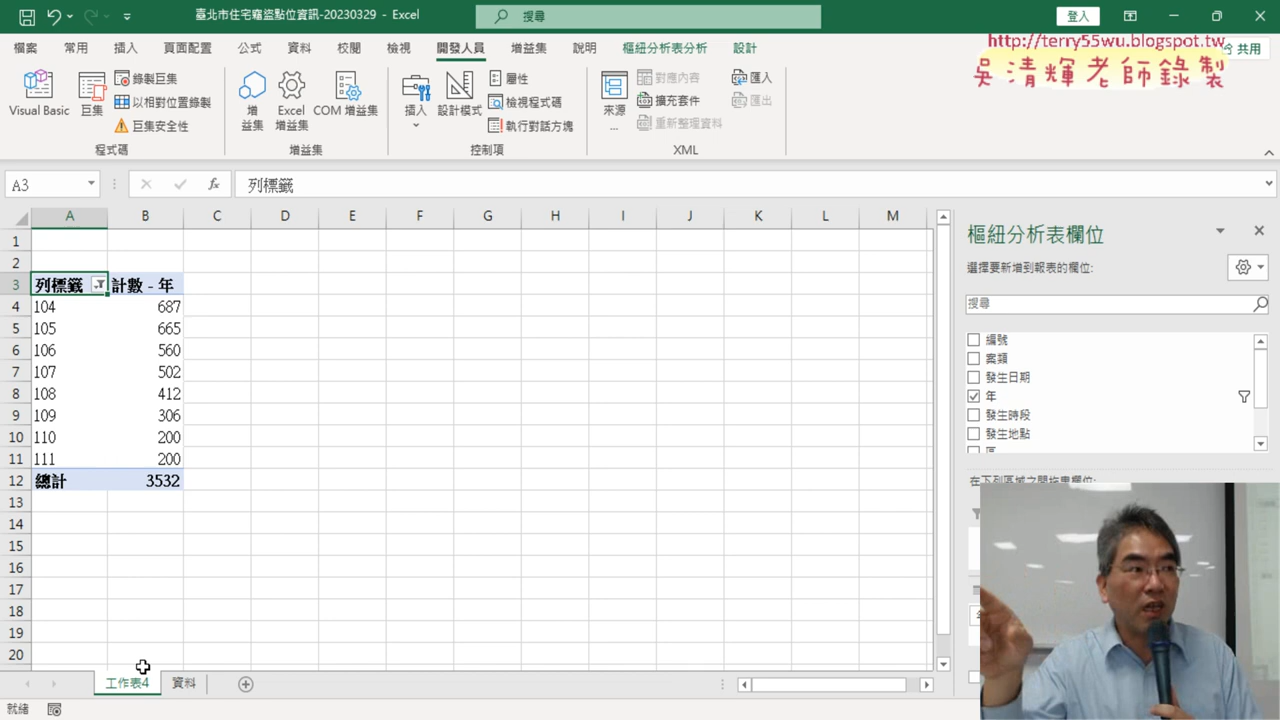 臺北市住宅竊盜點位資訊-20230329 - Excel
搜尋
登入
http://terry55wu.blogspot.tw
吳清輝老師錄製
檔案 常用 插入 頁面配置 公式 資料 校閱 檢視 開發人員 增益集 說明 樞紐分析表分析 設計 共用
Visual Basic
巨集
錄製巨集
以相對位置錄製
巨集安全性
程式碼
增益集
Excel 增益集
COM 增益集
增益集
插入
設計模式
屬性
檢視程式碼
執行對話方塊
控制項
來源...
對應內容
擴充套件
重新整理資料
匯入
匯出
XML
A3
fx
列標籤
A B C D E F G H I J K L M
1
2
3 列標籤 計數 - 年
4 104 687
5 105 665
6 106 560
7 107 502
8 108 412
9 109 306
10 110 200
11 111 200
12 總計 3532
13
14
15
16
17
18
19
20
樞紐分析表欄位
選擇要新增到報表的欄位:
搜尋
編號
案類
發生日期
年
發生時段
發生地點
工作表4 資料
就緒